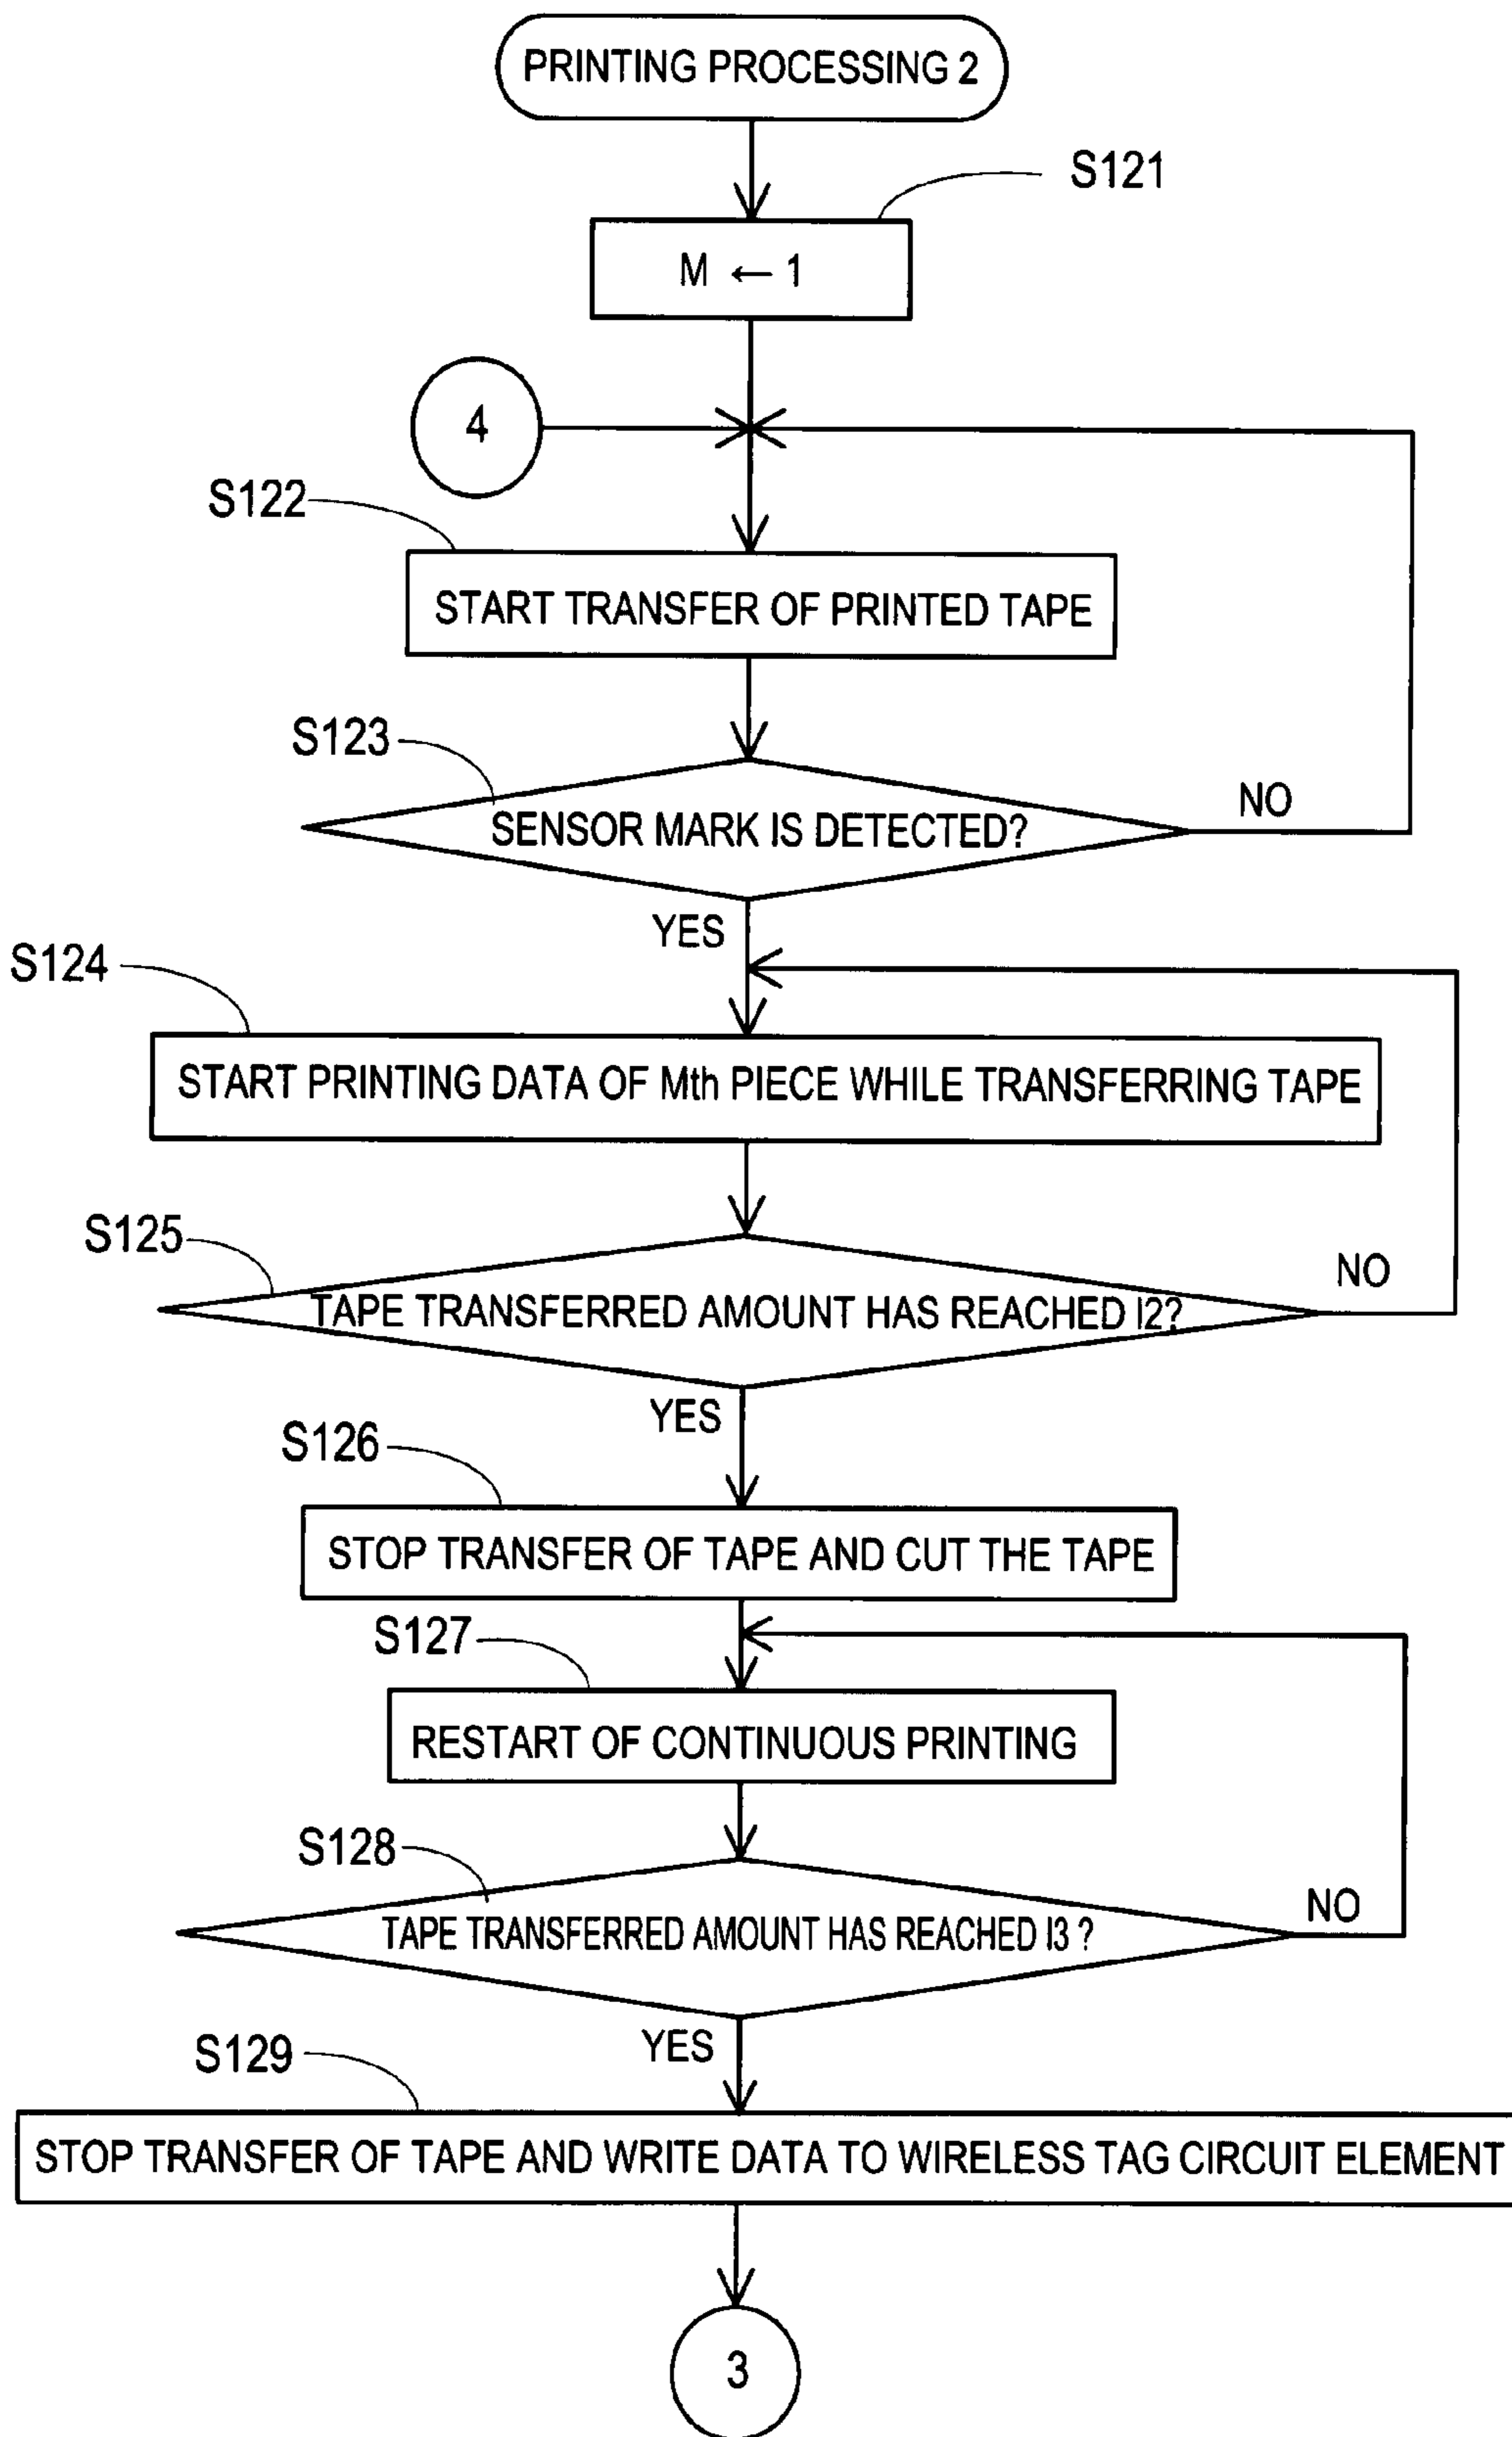 PRINTING PROCESSING 2
S121
M ← 1
4
S122
START TRANSFER OF PRINTED TAPE
S123
SENSOR MARK IS DETECTED?
NO
YES
S124
START PRINTING DATA OF Mth PIECE WHILE TRANSFERRING TAPE
S125
TAPE TRANSFERRED AMOUNT HAS REACHED l2?
NO
YES
S126
STOP TRANSFER OF TAPE AND CUT THE TAPE
S127
RESTART OF CONTINUOUS PRINTING
S128
TAPE TRANSFERRED AMOUNT HAS REACHED l3 ?
NO
YES
S129
STOP TRANSFER OF TAPE AND WRITE DATA TO WIRELESS TAG CIRCUIT ELEMENT
3